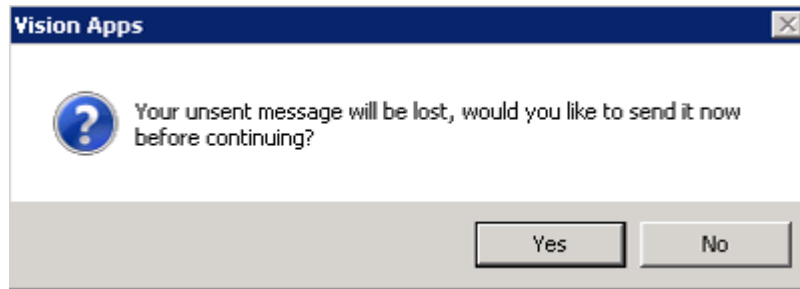 Vision Apps
Your unsent message will be lost, would you like to send it now
before continuing?
Yes
No